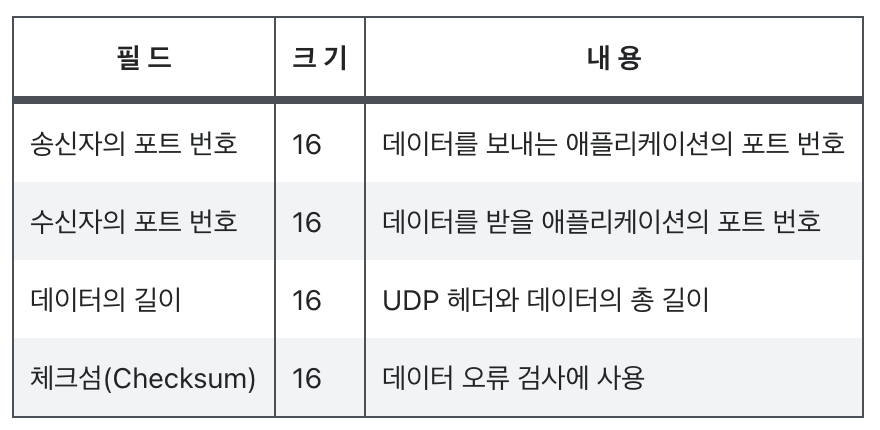 필 드 크 기 내 용
송신자의 포트 번호 16 데이터를 보내는 애플리케이션의 포트 번호
수신자의 포트 번호 16 데이터를 받을 애플리케이션의 포트 번호
데이터의 길이 16 UDP 헤더와 데이터의 총 길이
체크섬(Checksum) 16 데이터 오류 검사에 사용